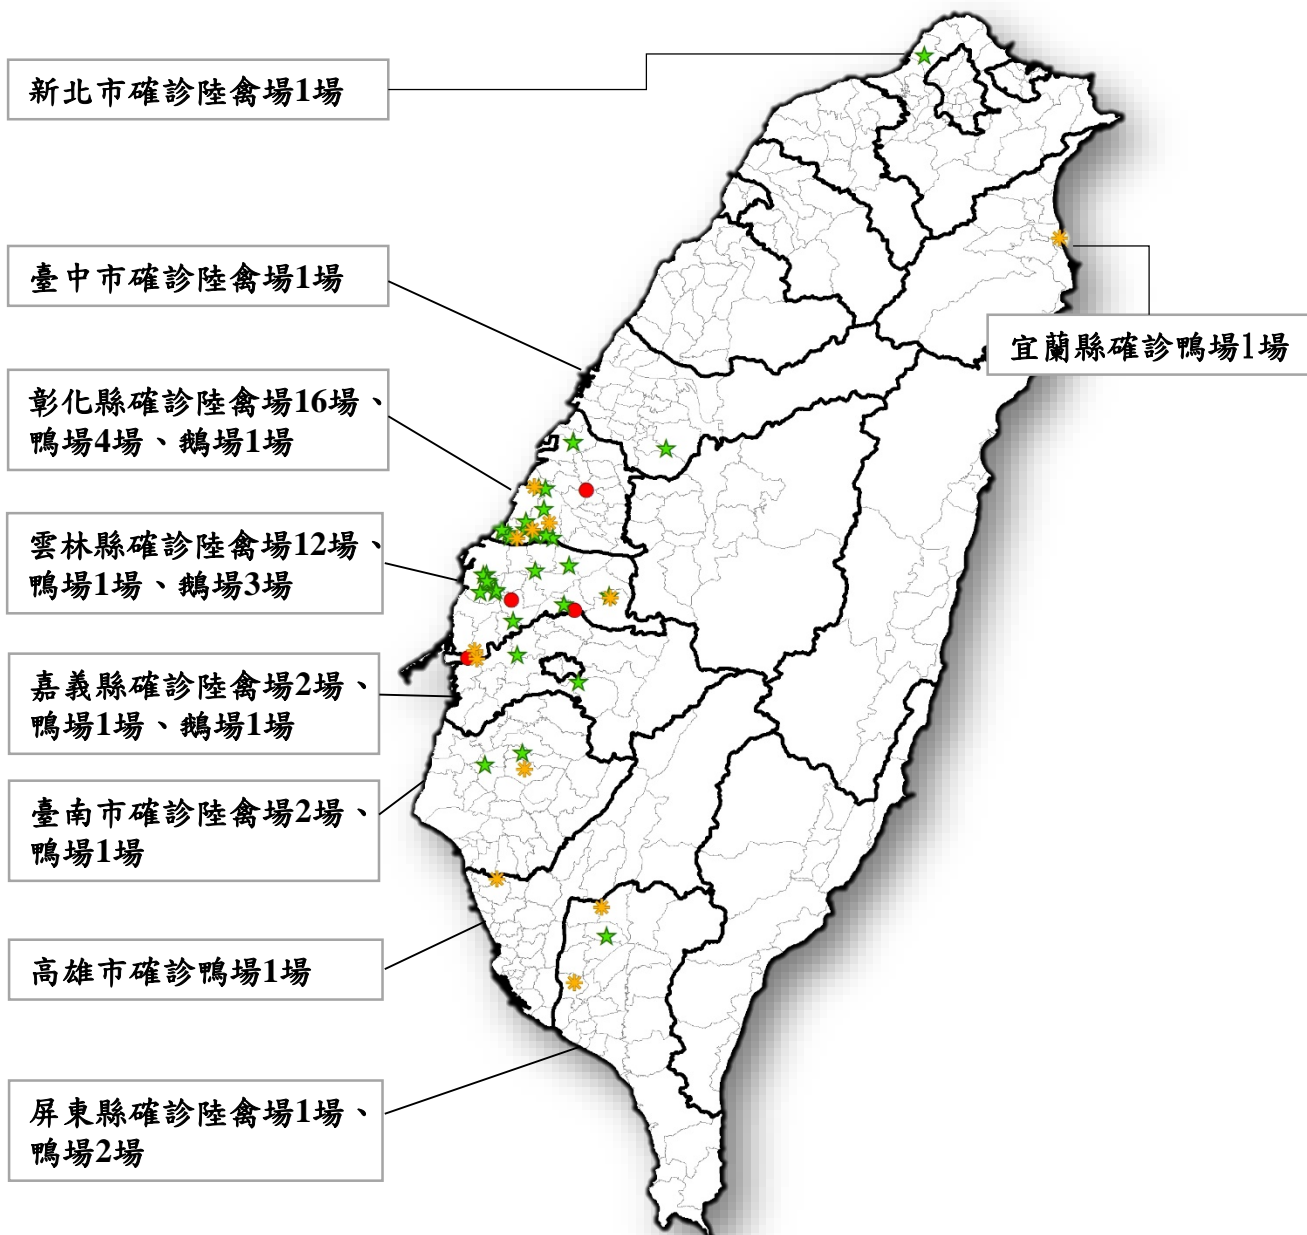 新北市確診陸禽場1場
臺中市確診陸禽場1場
宜蘭縣確診鴨場1場
彰化縣確診陸禽場16場、
鴨場4場、鵝場1場
雲林縣確診陸禽場12場、
鴨場1場、鵝場3場
嘉義縣確診陸禽場2場、
鴨場1場、鵝場1場
臺南市確診陸禽場2場、
鴨場1場
高雄市確診鴨場1場
屏東縣確診陸禽場1場、
鴨場2場